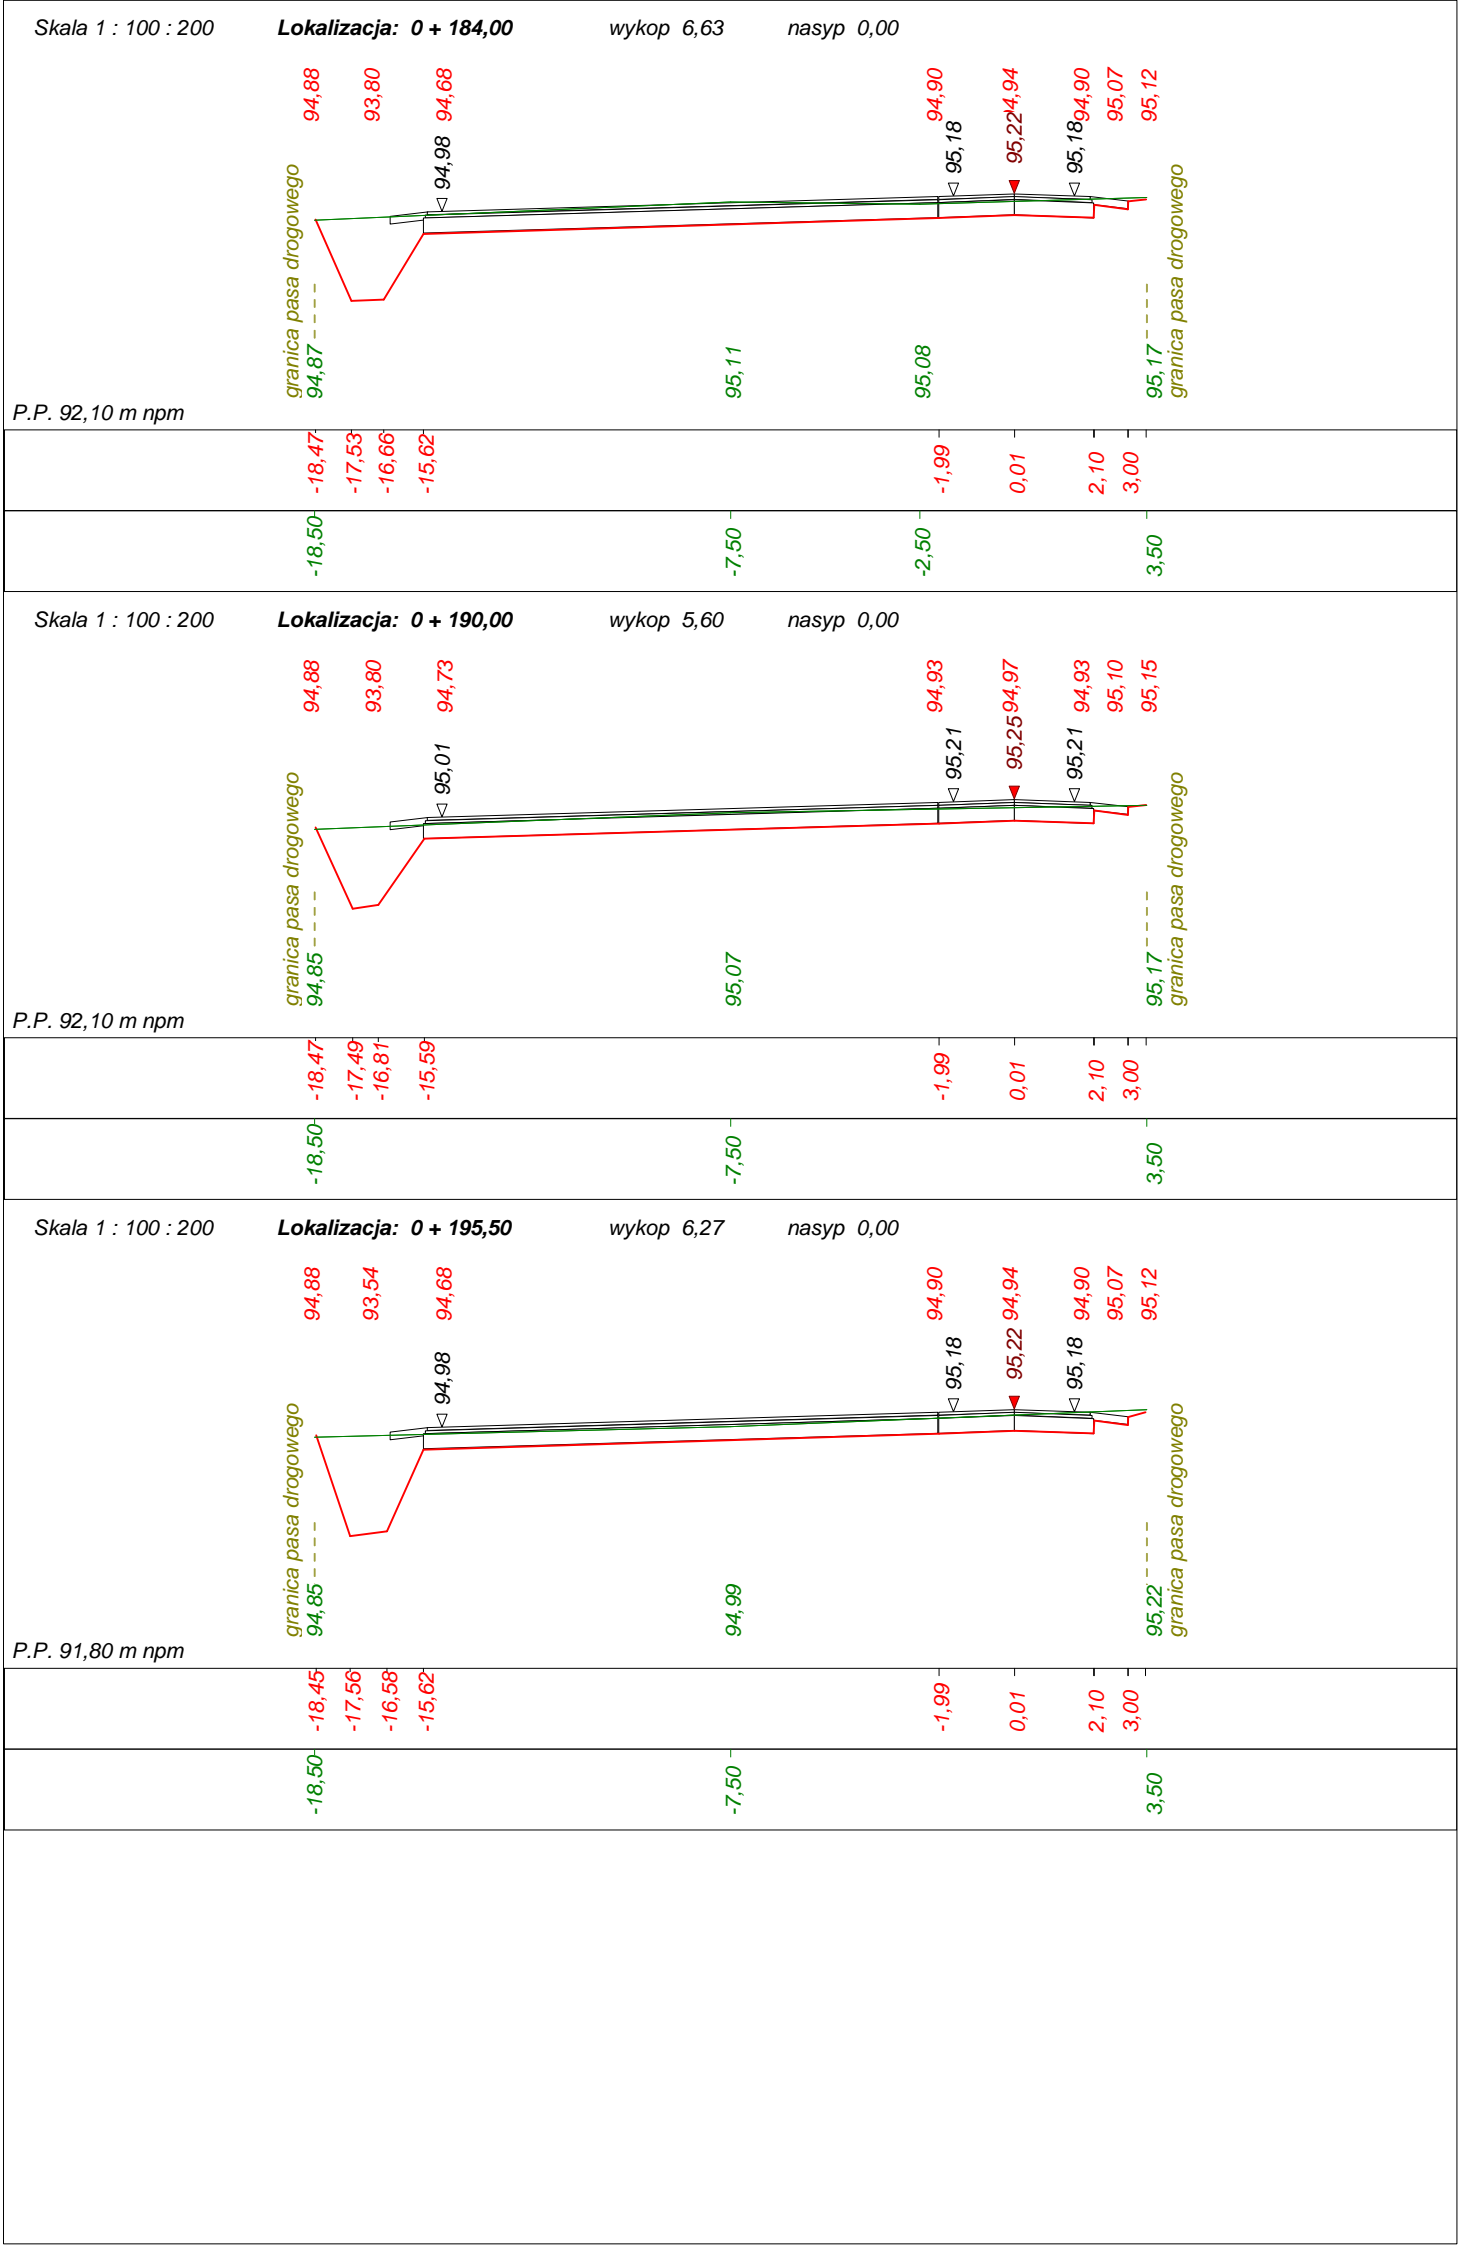 Skala 1 : 100 : 200 Lokalizacja: 0 + 184,00 wykop 6,63 nasyp 0,00
94,88 93,80 94,68 94,90 94,94 94,90 95,07 95,12
94,98 95,18 95,22 95,18
granica pasa drogowego granica pasa drogowego
94,87 95,11 95,08 95,17
P.P. 92,10 m npm
-18,47 -17,53 -16,66 -15,62 -1,99 0,01 2,10 3,00
-18,50 -7,50 -2,50 3,50
Skala 1 : 100 : 200 Lokalizacja: 0 + 190,00 wykop 5,60 nasyp 0,00
94,88 93,80 94,73 94,93 94,97 94,93 95,10 95,15
95,01 95,21 95,25 95,21
granica pasa drogowego granica pasa drogowego
94,85 95,07 95,17
P.P. 92,10 m npm
-18,47 -17,49 -16,81 -15,59 -1,99 0,01 2,10 3,00
-18,50 -7,50 3,50
Skala 1 : 100 : 200 Lokalizacja: 0 + 195,50 wykop 6,27 nasyp 0,00
94,88 93,54 94,68 94,90 94,94 94,90 95,07 95,12
94,98 95,18 95,22 95,18
granica pasa drogowego granica pasa drogowego
94,85 94,99 95,22
P.P. 91,80 m npm
-18,45 -17,56 -16,58 -15,62 -1,99 0,01 2,10 3,00
-18,50 -7,50 3,50